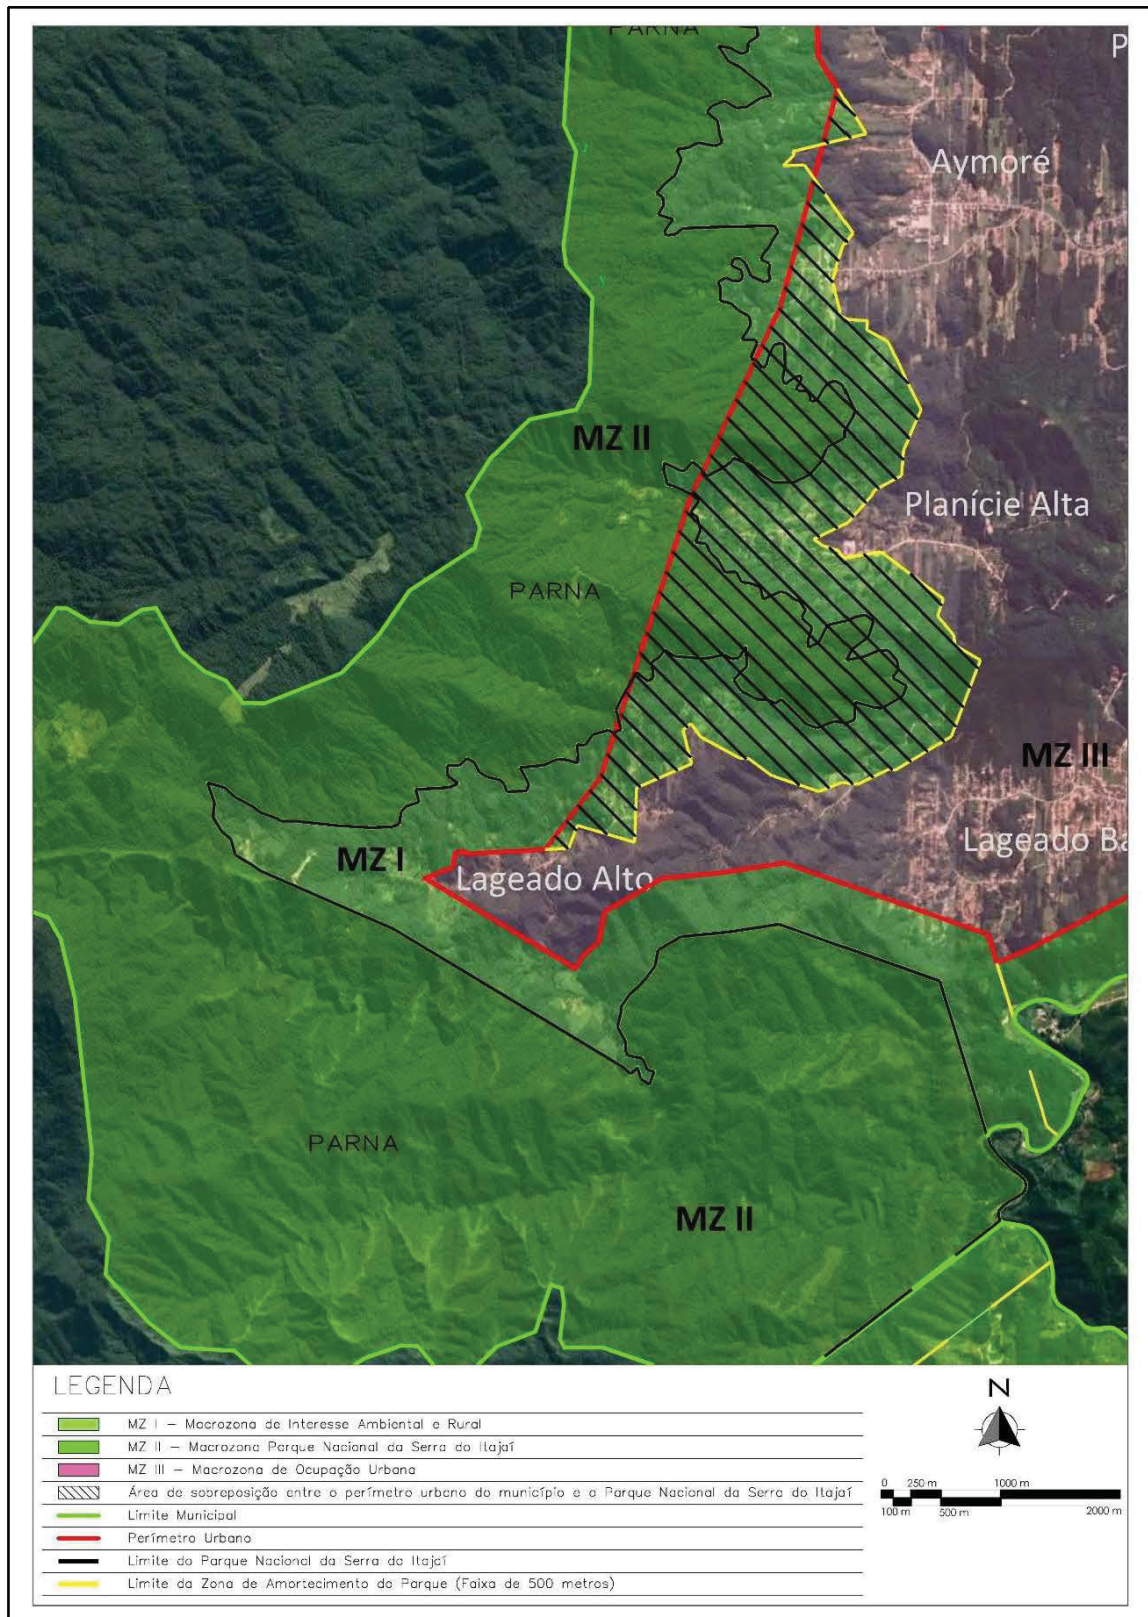 PARNA
P
Aymoré
MZ II
Planície Alta
PARNA
MZ III
Lageado Ba
MZ I
Lageado Alto
PARNA
MZ II
LEGENDA
MZ I – Macrozona de Interesse Ambiental e Rural
MZ II – Macrozona Parque Nacional da Serra do Itajaí
MZ III – Macrozona de Ocupação Urbana
Área de sobreposição entre o perímetro urbano do município e o Parque Nacional da Serra do Itajaí
Limite Municipal
Perímetro Urbano
Limite do Parque Nacional da Serra do Itajaí
Limite da Zona de Amortecimento do Parque (Faixa de 500 metros)
N
0 250 m 1000 m
100 m 500 m 2000 m